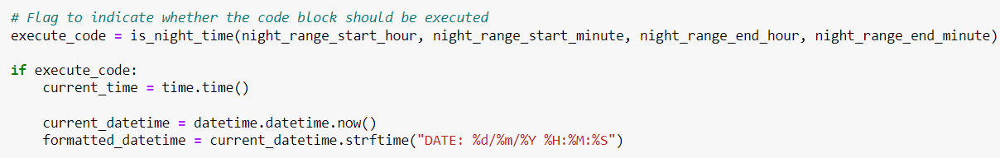 # Flag to indicate whether the code block should be executed
execute_code = is_night_time(night_range_start_hour, night_range_start_minute, night_range_end_hour, night_range_end_minute)
if execute_code:
    current_time = time.time()
    current_datetime = datetime.datetime.now()
    formatted_datetime = current_datetime.strftime("DATE: %d/%m/%Y %H:%M:%S")